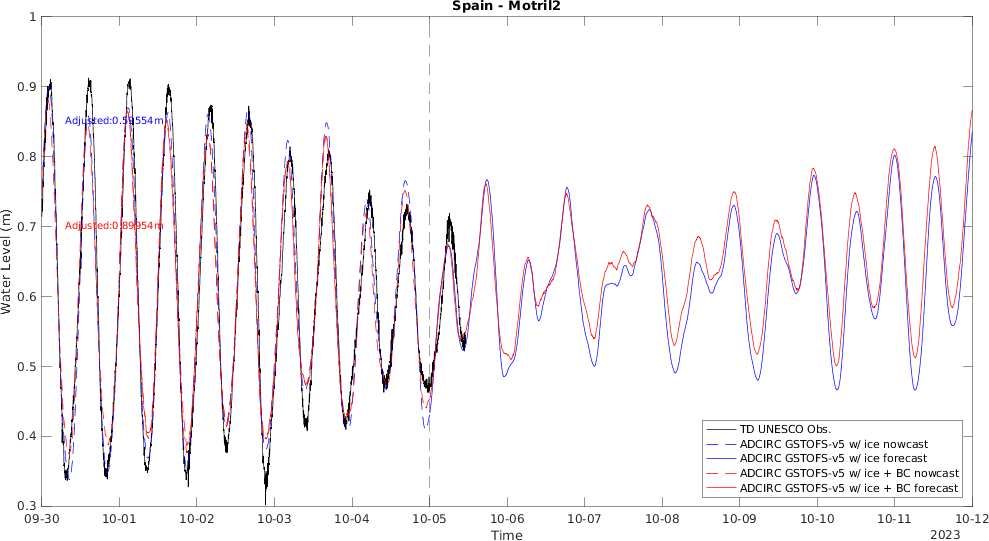 Spain - Motril2
1
0.9
0.8
0.7
0.6
0.5
0.4
0.3
Water Level (m)
Adjusted:0.59554m
Adjusted:0.89954m
TD UNESCO Obs.
ADCIRC GSTOFS-v5 w/ ice nowcast
ADCIRC GSTOFS-v5 w/ ice forecast
ADCIRC GSTOFS-v5 w/ ice + BC nowcast
ADCIRC GSTOFS-v5 w/ ice + BC forecast
09-30 10-01 10-02 10-03 10-04 10-05 10-06 10-07 10-08 10-09 10-10 10-11 10-12
Time
2023